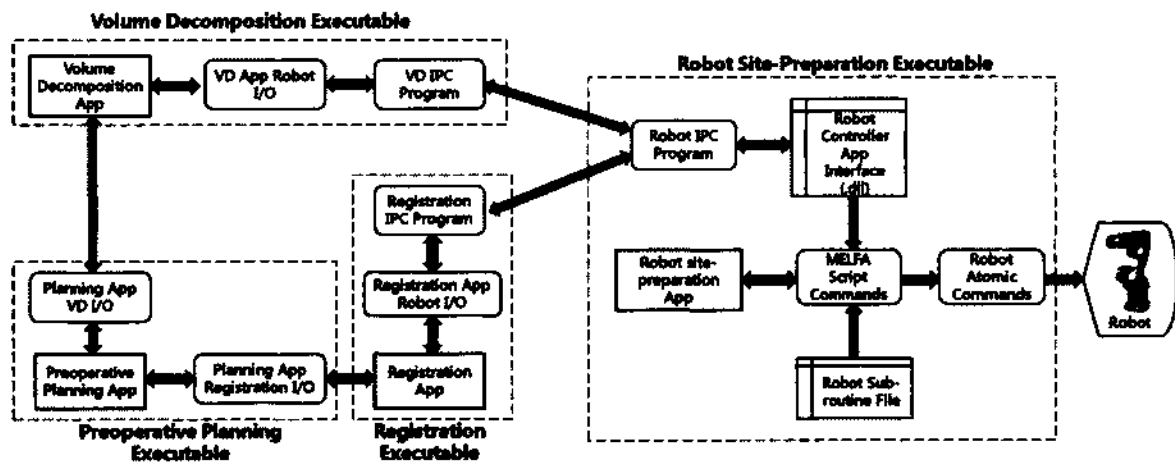 Volume Decomposition Executable
Volume
Decomposition
App
VD App Robot
I/O
VD IPC
Program
Robot Site-Preparation Executable
Robot IPC
Program
Robot
Controller
App
Interface
(.dll)
Registration
IPC Program
Registration App
Robot I/O
Registration
App
Registration
Executable
Planning App
VD I/O
Preoperative
Planning App
Planning App
Registration I/O
Preoperative Planning
Executable
Robot site-
preparation
App
MELFA
Script
Commands
Robot
Atomic
Commands
Robot
Robot Sub-
routine File